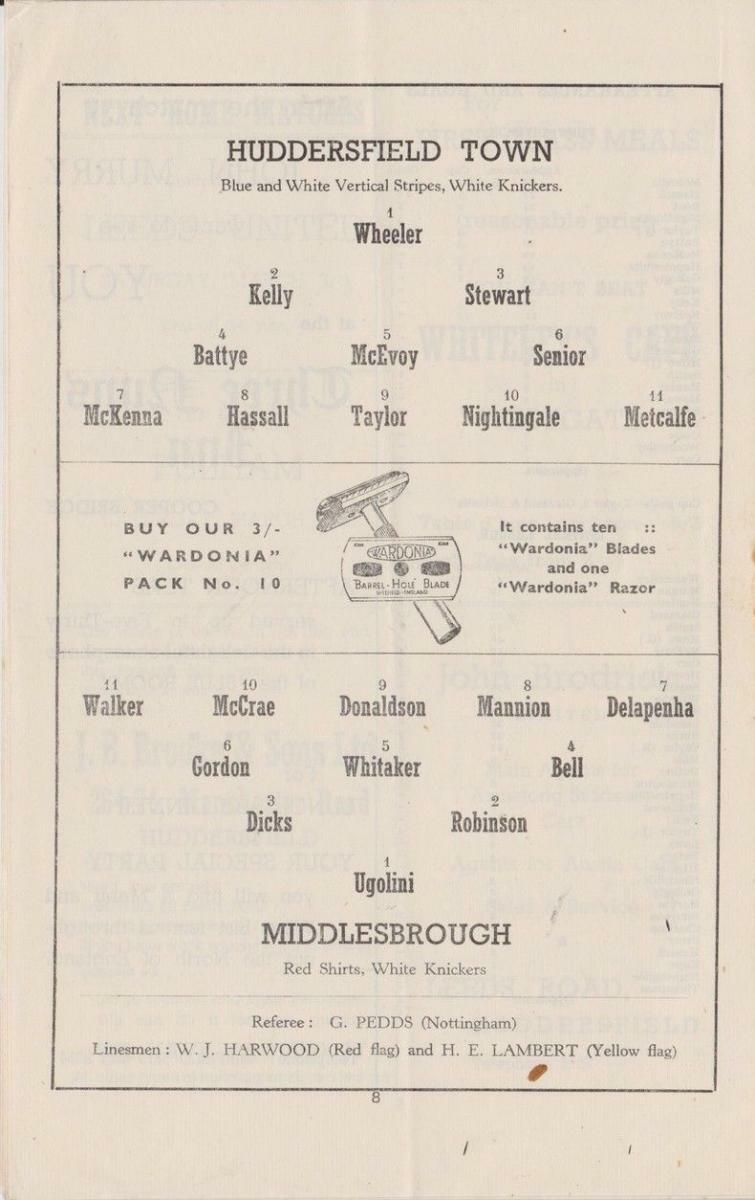 HUDDERSFIELD TOWN
Blue and White Vertical Stripes, White Knickers.
1
Wheeler
2 3
Kelly Stewart
4 5 6
Battye McEvoy Senior
7 8 9 10 11
McKenna Hassall Taylor Nightingale Metcalfe
BUY OUR 3/-
"WARDONIA"
PACK No. 10
WARDONIA
"BARREL-HOLE" BLADE
SHEFFIELD·ENGLAND
It contains ten ::
"Wardonia" Blades
and one
"Wardonia" Razor
11 10 9 8 7
Walker McCrae Donaldson Mannion Delapenha
6 5 4
Gordon Whitaker Bell
3 2
Dicks Robinson
1
Ugolini
MIDDLESBROUGH
Red Shirts, White Knickers
Referee : G. PEDDS (Nottingham)
Linesmen : W. J. HARWOOD (Red flag) and H. E. LAMBERT (Yellow flag)
8